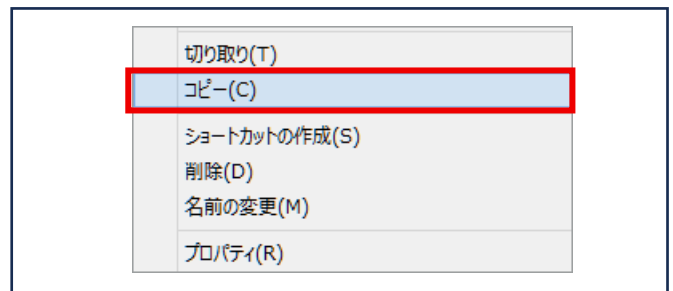 切り取り(T)
コピー(C)
ショートカットの作成(S)
削除(D)
名前の変更(M)
プロパティ(R)